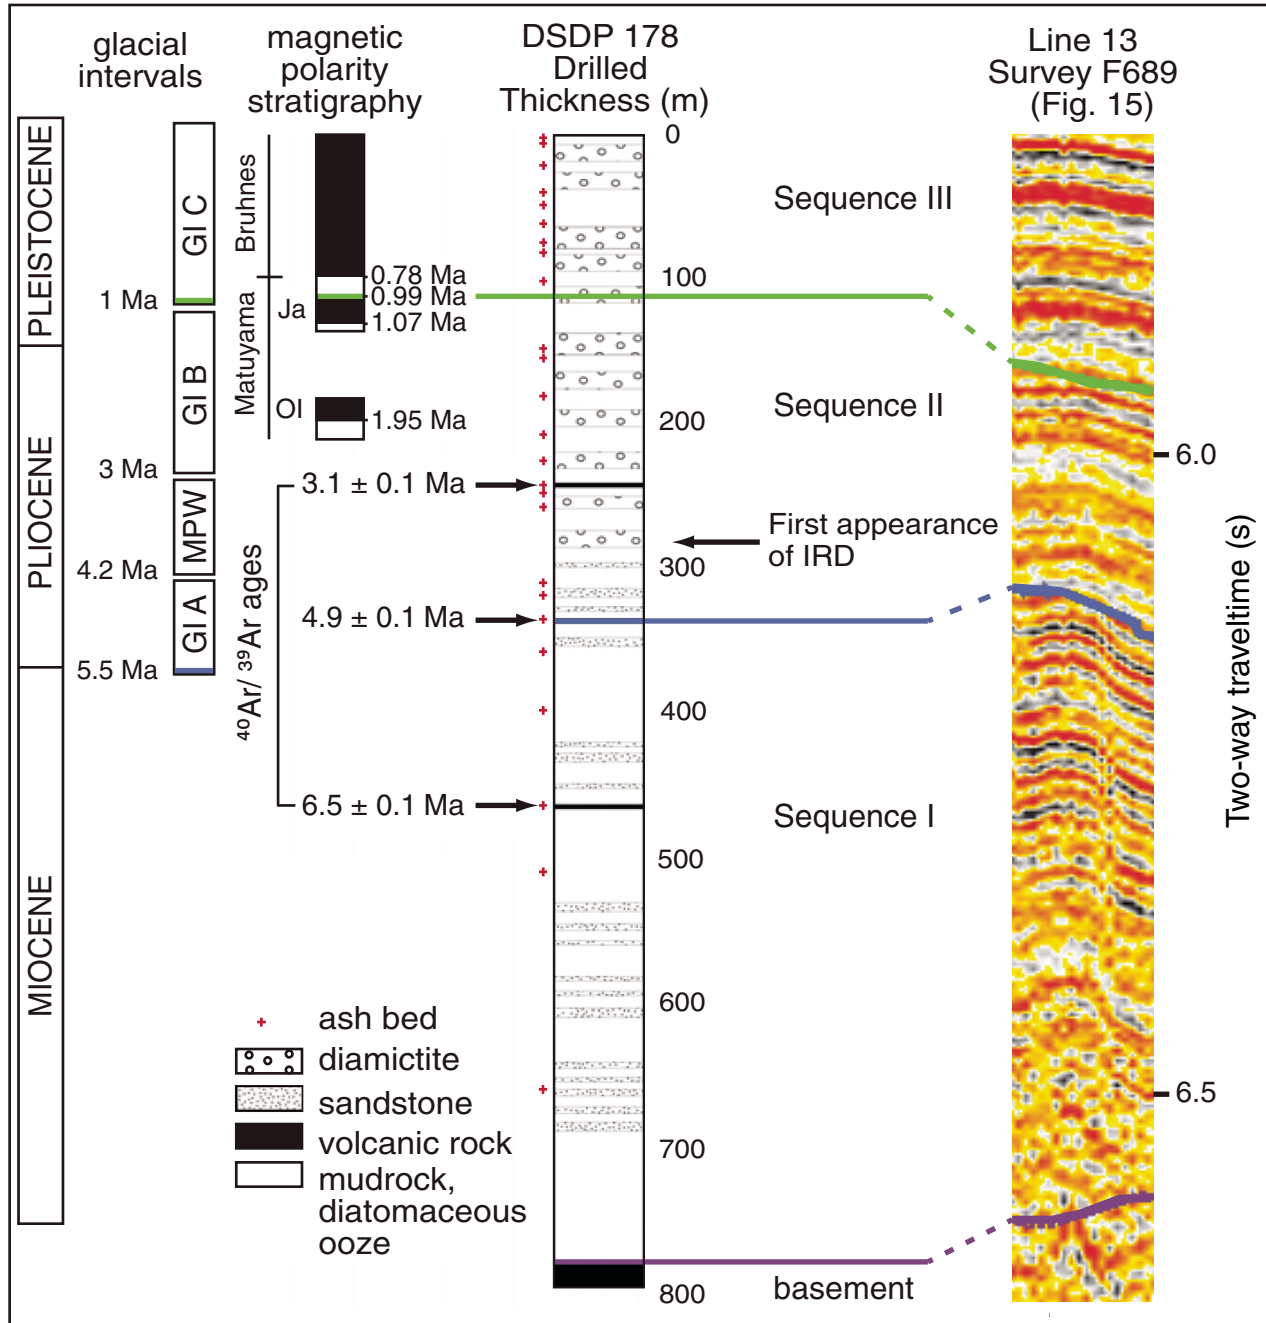 glacial
intervals
magnetic
polarity
stratigraphy
DSDP 178
Drilled
Thickness (m)
Line 13
Survey F689
(Fig. 15)
PLEISTOCENE
PLIOCENE
MIOCENE
GI C
GI B
MPW
GI A
1 Ma
3 Ma
4.2 Ma
5.5 Ma
Bruhnes
Matuyama
Ja
Ol
0.78 Ma
0.99 Ma
1.07 Ma
1.95 Ma
⁴⁰Ar/ ³⁹Ar ages
3.1 ± 0.1 Ma
4.9 ± 0.1 Ma
6.5 ± 0.1 Ma
0
100
200
300
400
500
600
700
800
Sequence III
Sequence II
First appearance
of IRD
Sequence I
basement
6.0
6.5
Two-way traveltime (s)
ash bed
diamictite
sandstone
volcanic rock
mudrock,
diatomaceous
ooze